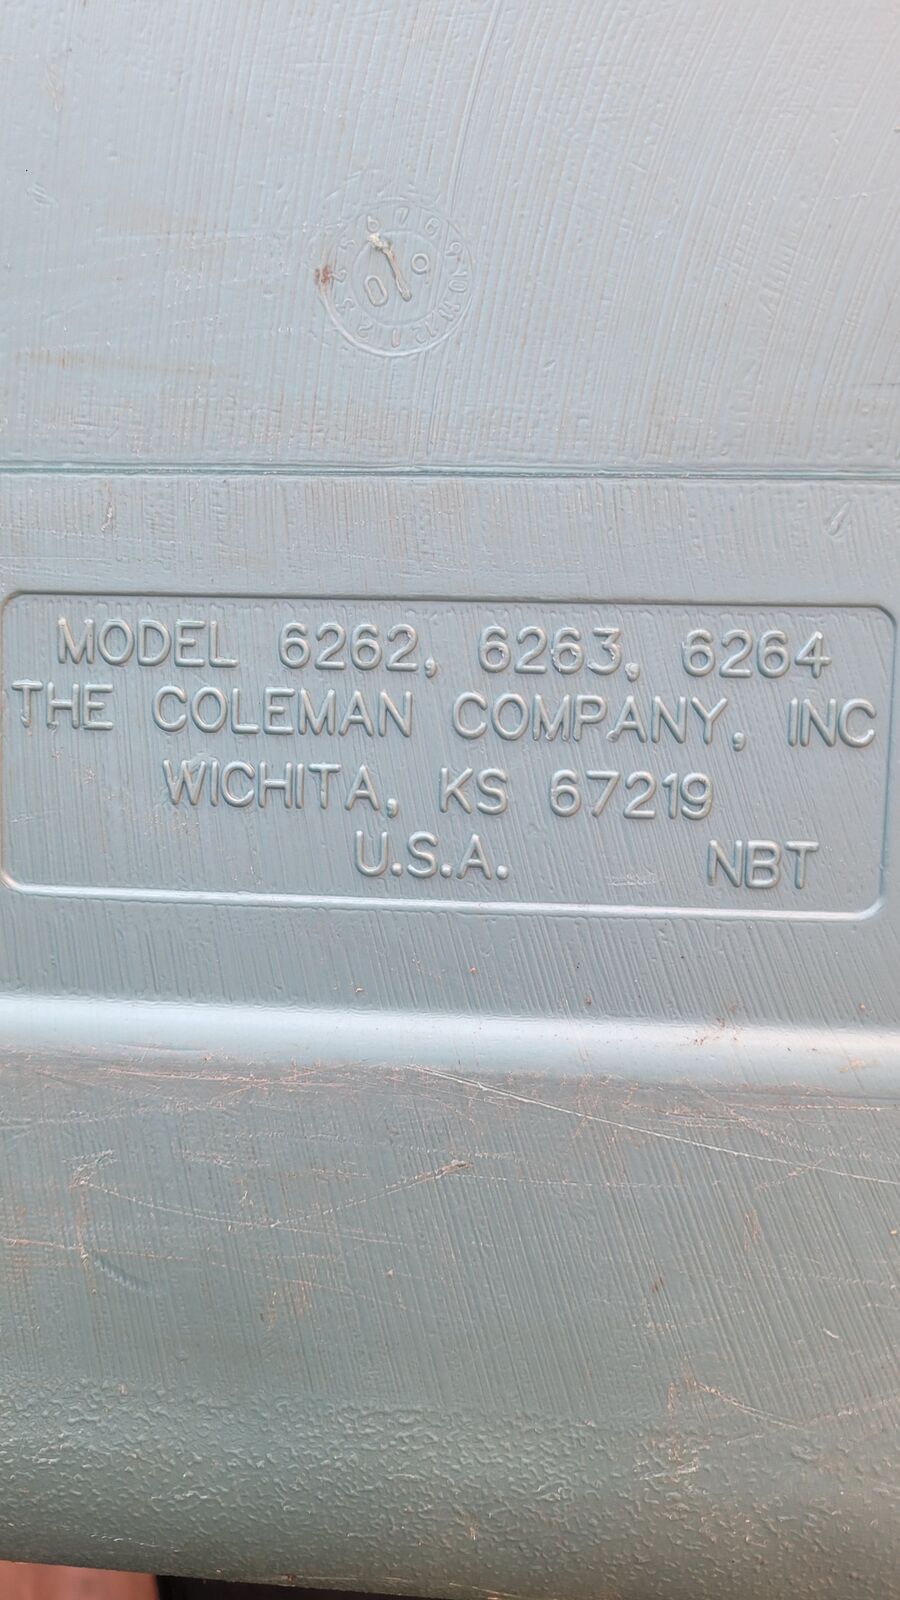 MODEL 6262, 6263, 6264
THE COLEMAN COMPANY, INC
WICHITA, KS 67219
U.S.A. NBT